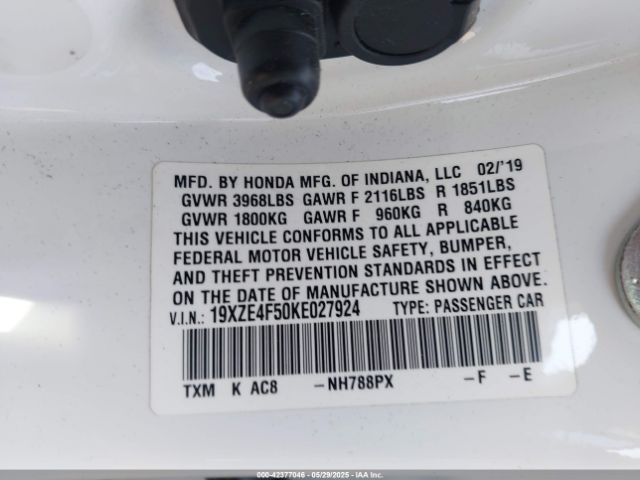 MFD. BY HONDA MFG. OF INDIANA, LLC 02/'19
GVWR 3968LBS GAWR F 2116LBS R 1851LBS
GVWR 1800KG GAWR F 960KG R 840KG
THIS VEHICLE CONFORMS TO ALL APPLICABLE
FEDERAL MOTOR VEHICLE SAFETY, BUMPER,
AND THEFT PREVENTION STANDARDS IN EFFECT
ON THE DATE OF MANUFACTURE SHOWN ABOVE.
V.I.N.: 19XZE4F50KE027924 TYPE: PASSENGER CAR
TXM K AC8 -NH788PX -F -E
000-42377046 - 05/29/2025 - IAA, Inc.